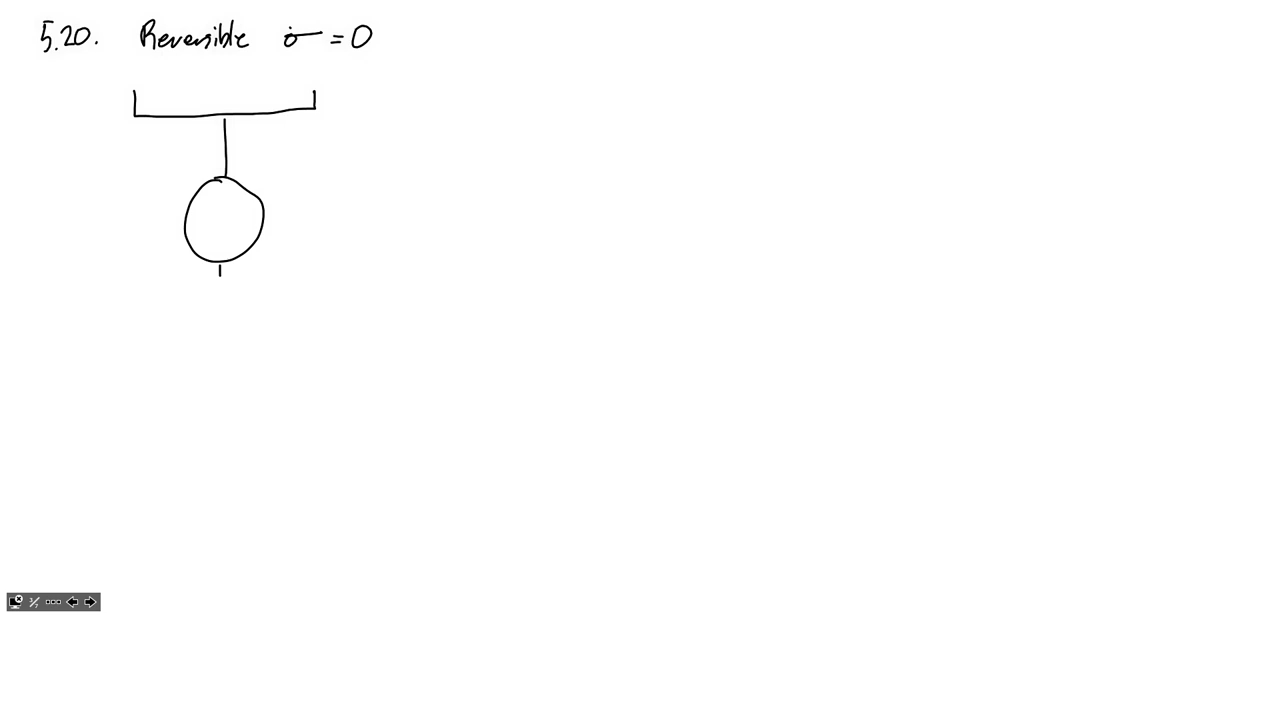 5.20. Reversible σ̇ = 0